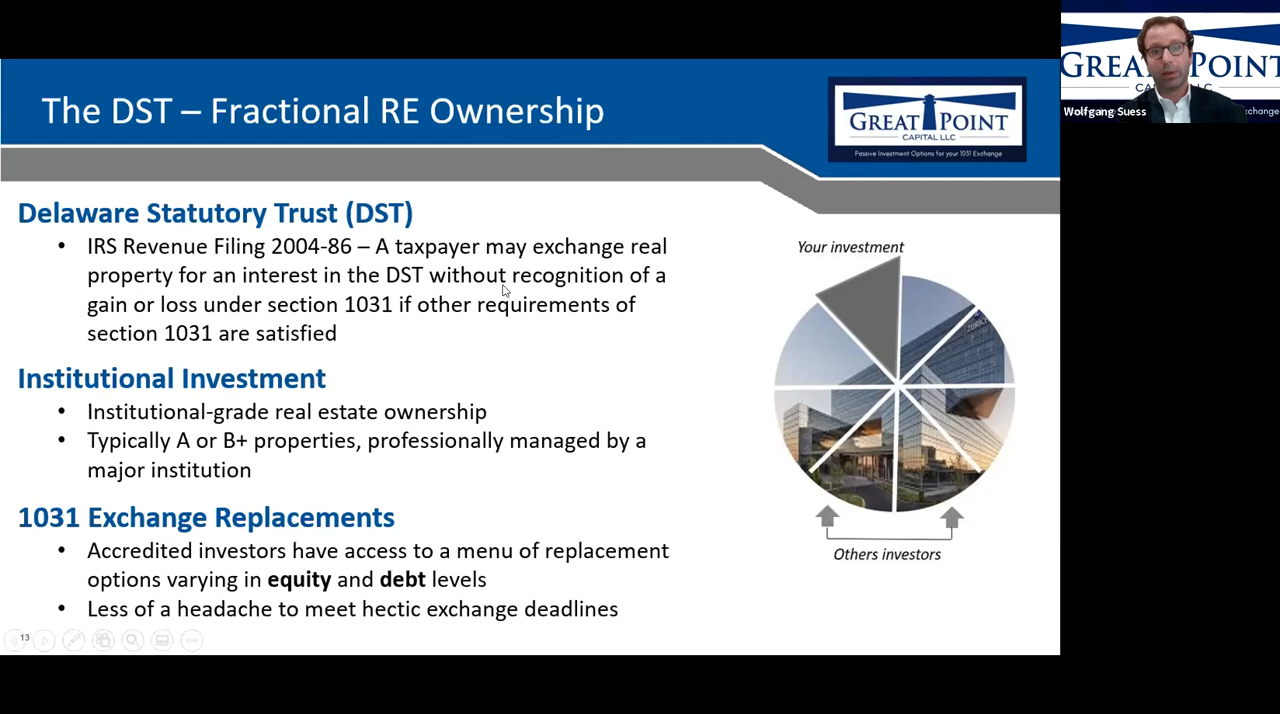 The DST – Fractional RE Ownership
GREAT POINT
CAPITAL LLC
Passive Investment Options for your 1031 Exchange
Wolfgang Suess
Delaware Statutory Trust (DST)
• IRS Revenue Filing 2004-86 – A taxpayer may exchange real
property for an interest in the DST without recognition of a
gain or loss under section 1031 if other requirements of
section 1031 are satisfied
Institutional Investment
• Institutional-grade real estate ownership
• Typically A or B+ properties, professionally managed by a
major institution
1031 Exchange Replacements
• Accredited investors have access to a menu of replacement
options varying in equity and debt levels
• Less of a headache to meet hectic exchange deadlines
Your investment
ZURICH
Others investors
13